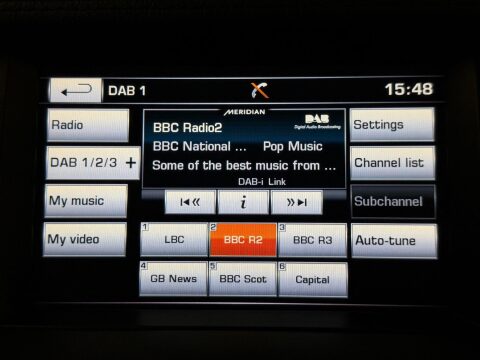 DAB 1
15:48
MERIDIAN
Radio
BBC Radio2
DAB
Digital Audio Broadcasting
Settings
DAB 1/2/3 +
BBC National ... Pop Music
Some of the best music from ...
DAB-i Link
Channel list
My music
i
Subchannel
My video
1 LBC
2 BBC R2
3 BBC R3
Auto-tune
4 GB News
5 BBC Scot
6 Capital